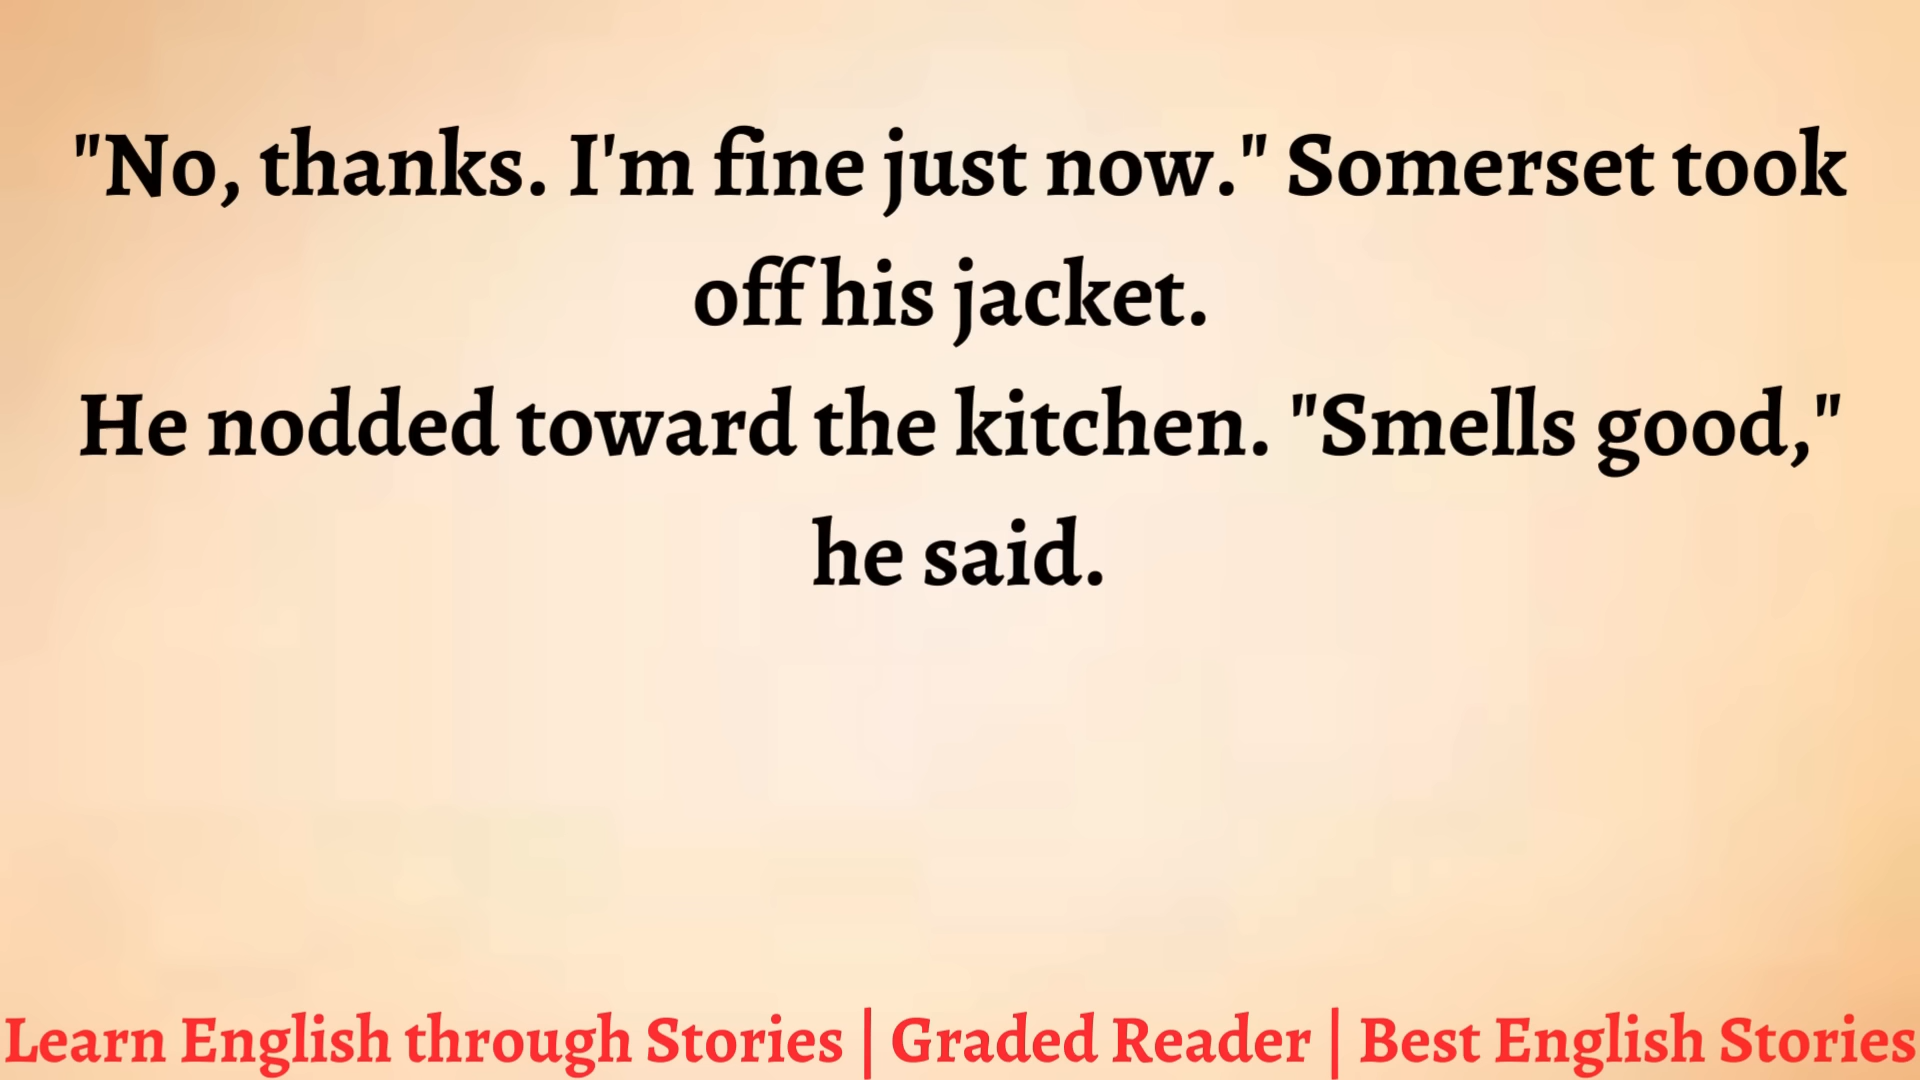 "No, thanks. I'm fine just now." Somerset took
off his jacket.
He nodded toward the kitchen. "Smells good,"
he said.
Learn English through Stories | Graded Reader | Best English Stories